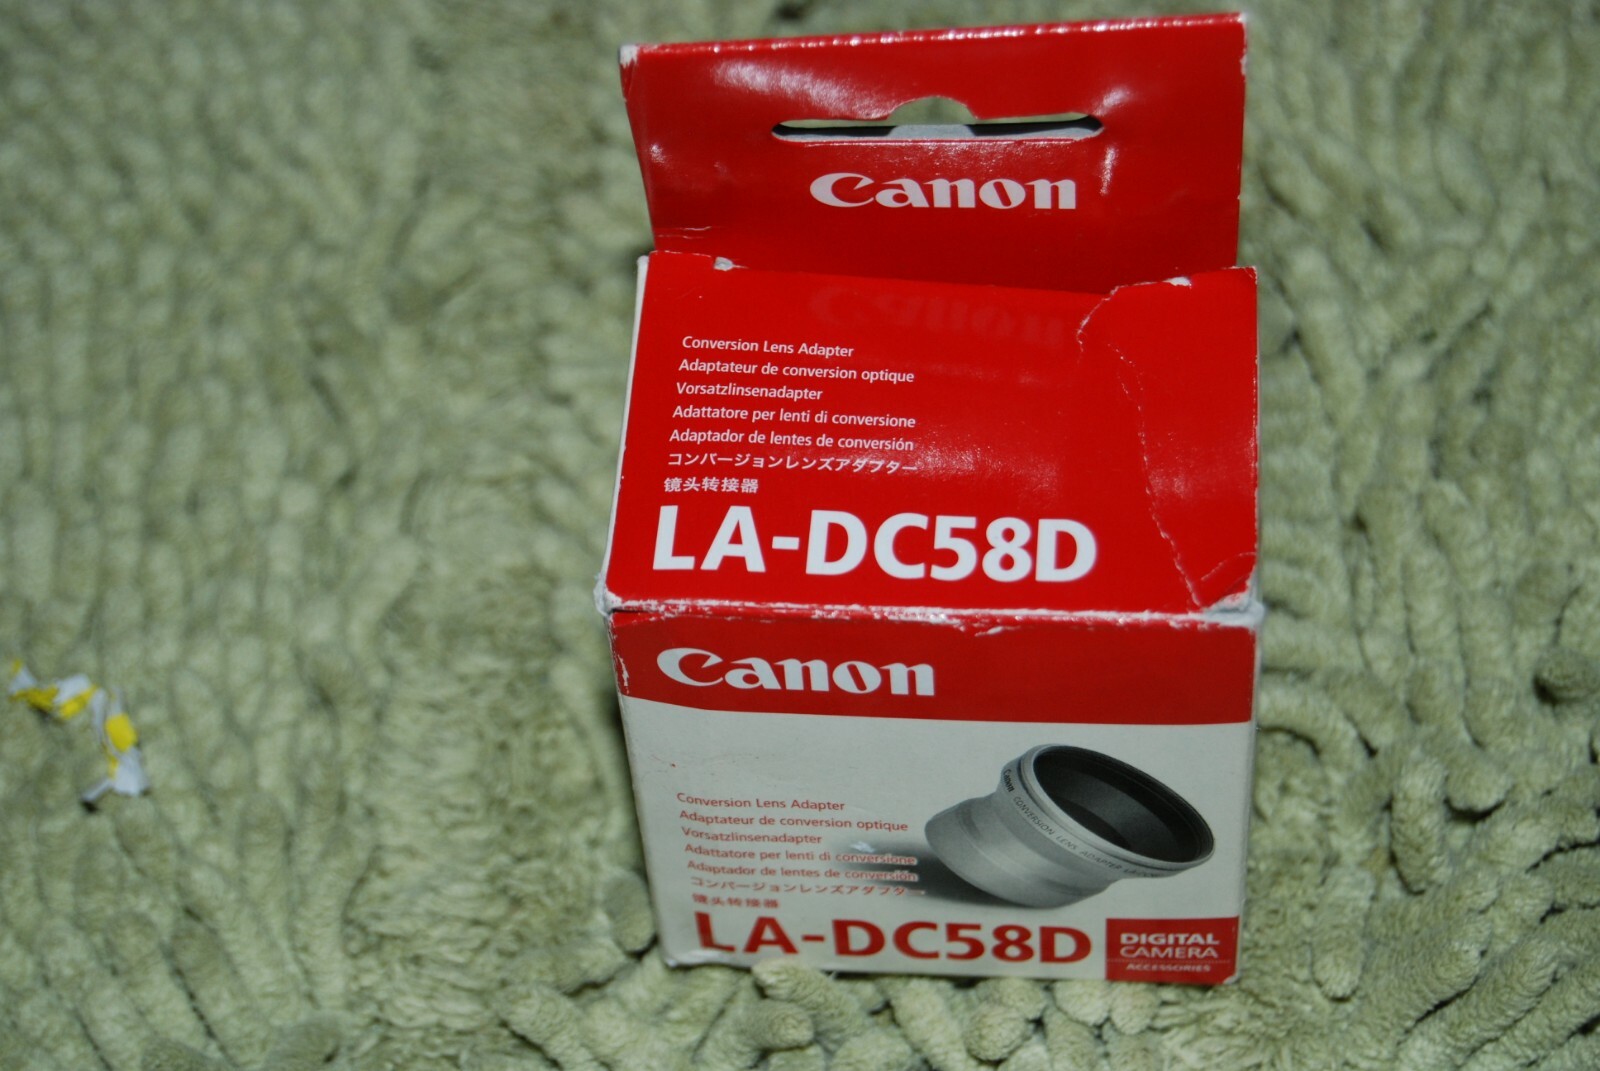 Canon
Conversion Lens Adapter
Adaptateur de conversion optique
Vorsatzlinsenadapter
Adattatore per lenti di conversione
Adaptador de lentes de conversión
コンバージョンレンズアダプター
镜头转接器
LA-DC58D
Canon
Canon CONVERSION LENS ADAPTER
Conversion Lens Adapter
Adaptateur de conversion optique
Vorsatzlinsenadapter
Adattatore per lenti di conversione
Adaptador de lentes de conversión
コンバージョンレンズアダプター
镜头转接器
LA-DC58D
DIGITAL
CAMERA
ACCESSORIES